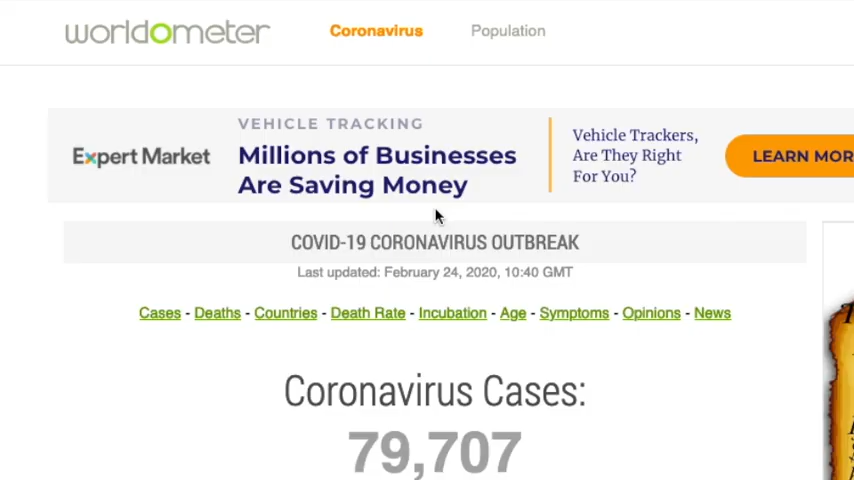 worldometer Coronavirus Population
VEHICLE TRACKING
Expert Market
Millions of Businesses
Are Saving Money
Vehicle Trackers,
Are They Right
For You?
LEARN MOR
COVID-19 CORONAVIRUS OUTBREAK
Last updated: February 24, 2020, 10:40 GMT
Cases - Deaths - Countries - Death Rate - Incubation - Age - Symptoms - Opinions - News
Coronavirus Cases:
79,707